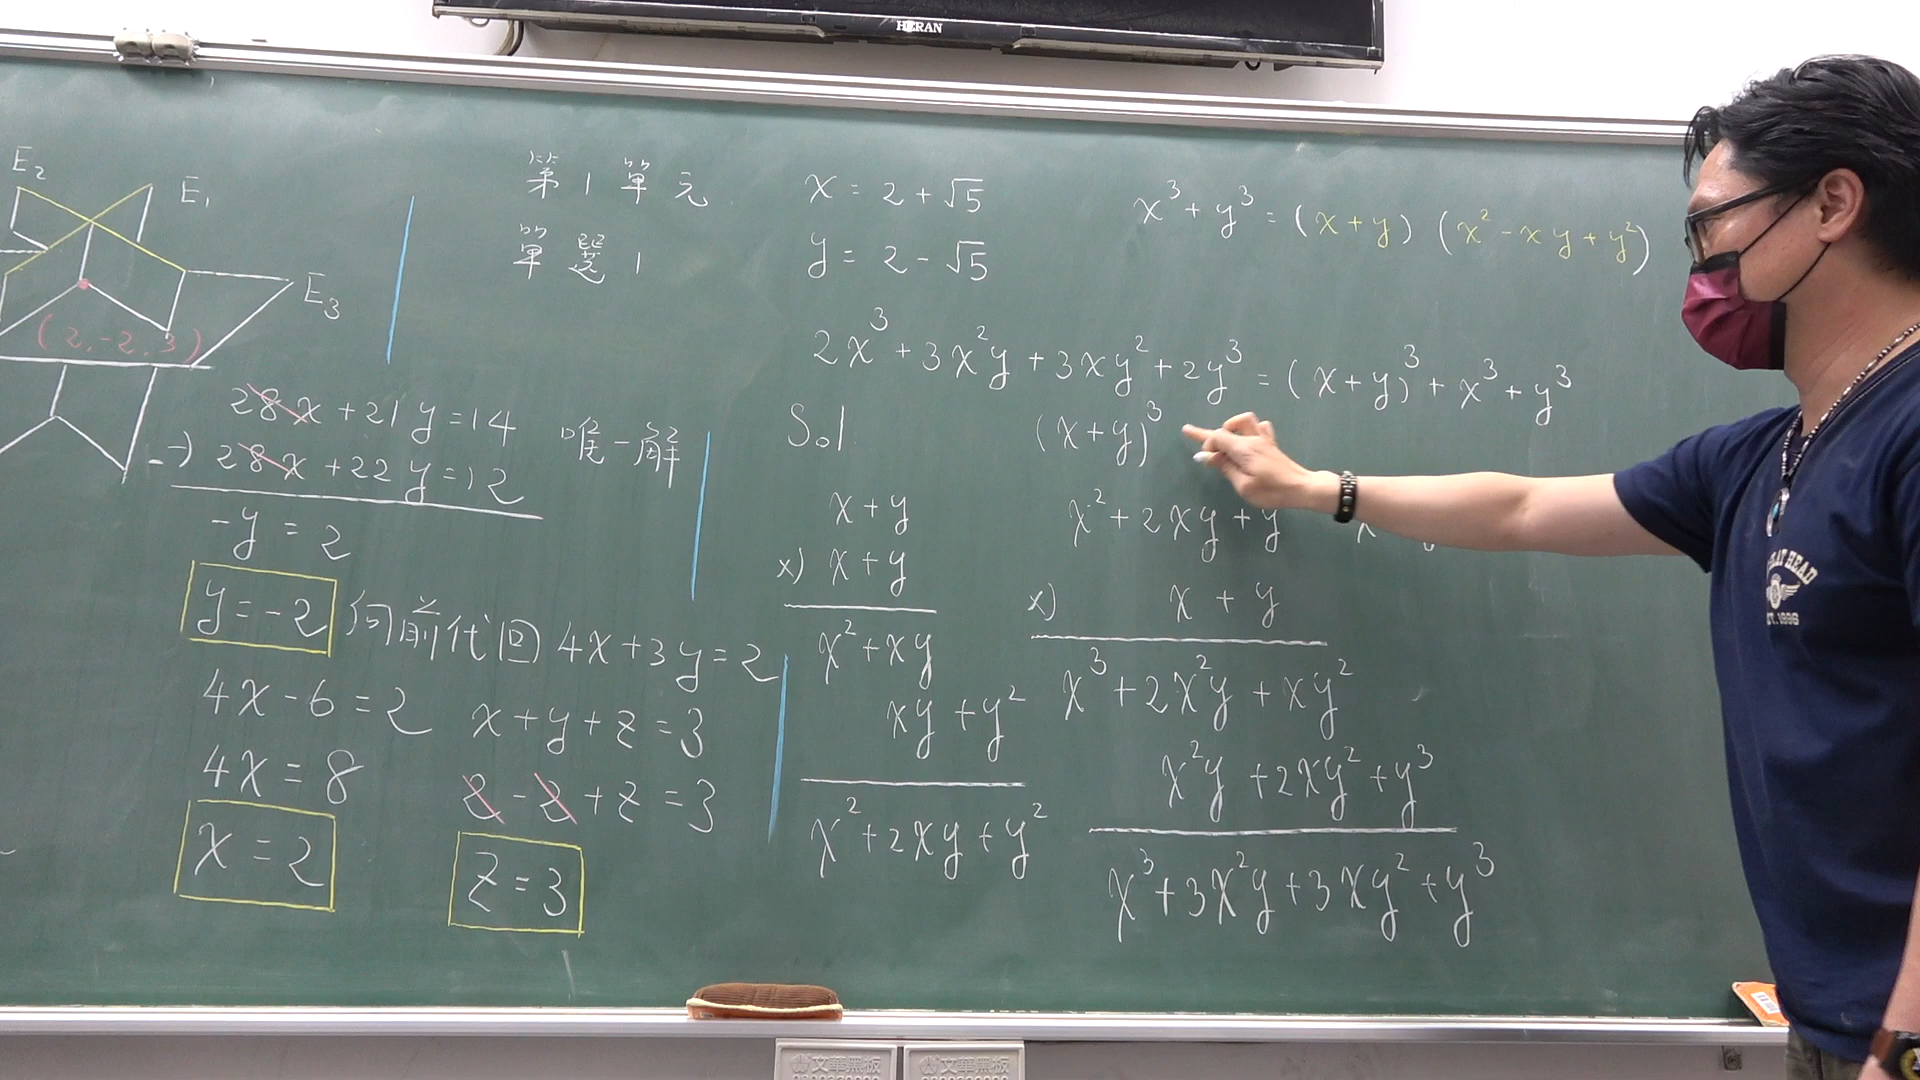 HERAN
E₂
E₁
E₃
(2,-2,3)
28x+21y=14
-) 28x+22y=12
-y=2
y=-2 向前代回 4x+3y=2
4x-6=2
4x=8
x=2
唯一解
x+y+z=3
2-2+z=3
z=3
第1單元
單選1
x=2+√5
y=2-√5
x³+y³=(x+y)(x²-xy+y²)
2x³+3x²y+3xy²+2y³=(x+y)³+x³+y³
Sol
(x+y)³
x+y
x) x+y
x²+xy
xy+y²
x²+2xy+y²
x²+2xy+y
x) x+y
x³+2x²y+xy²
x²y+2xy²+y³
x³+3x²y+3xy²+y³
HEAD
文華黑板
文華黑板